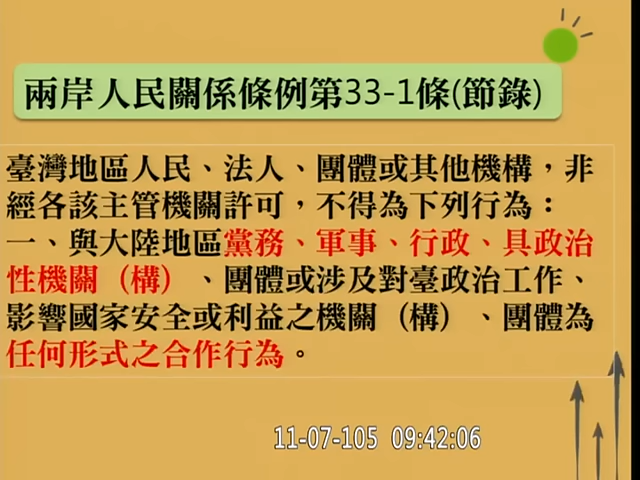 兩岸人民關係條例第33-1條(節錄)
臺灣地區人民、法人、團體或其他機構，非
經各該主管機關許可，不得為下列行為：
一、與大陸地區黨務、軍事、行政、具政治
性機關（構）、團體或涉及對臺政治工作、
影響國家安全或利益之機關（構）、團體為
任何形式之合作行為。
11-07-105 09:42:06